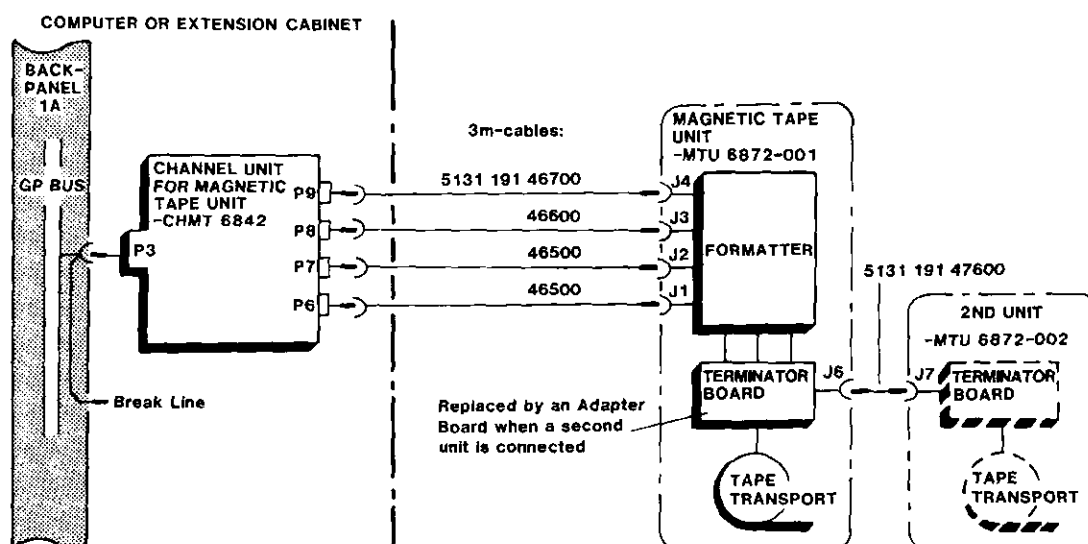 COMPUTER OR EXTENSION CABINET
BACK-
PANEL
1A
GP BUS
P3
CHANNEL UNIT
FOR MAGNETIC
TAPE UNIT
-CHMT 6842
P9
P8
P7
P6
Break Line
3m-cables:
5131 191 46700
46600
46500
46500
MAGNETIC TAPE
UNIT
-MTU 6872-001
J4
J3
J2
J1
FORMATTER
TERMINATOR
BOARD
J6
Replaced by an Adapter
Board when a second
unit is connected
TAPE
TRANSPORT
5131 191 47600
2ND UNIT
-MTU 6872-002
J7
TERMINATOR
BOARD
TAPE
TRANSPORT